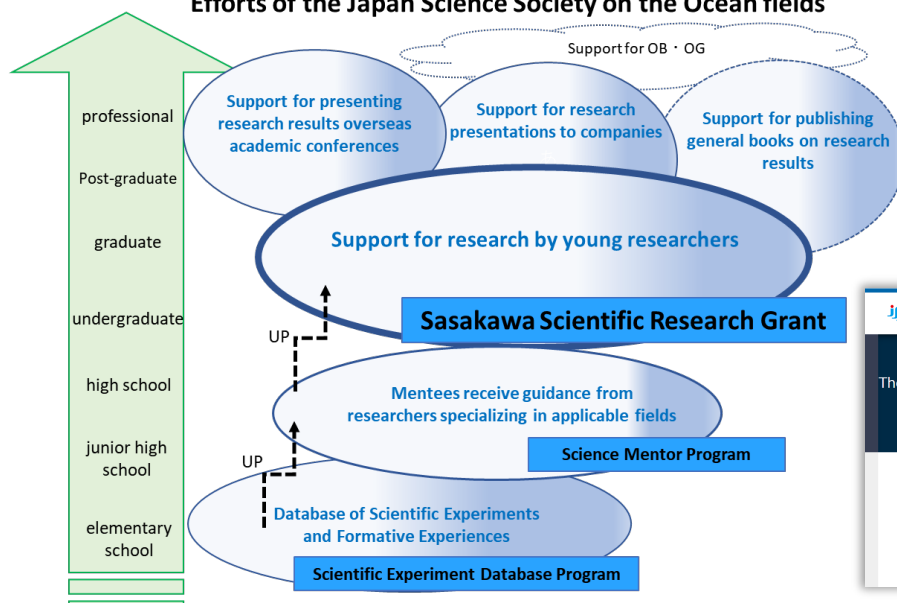 Efforts of the Japan Science Society on the Ocean fields
Support for OB・OG
professional
Post-graduate
graduate
undergraduate
high school
junior high
school
elementary
school
Support for presenting
research results overseas
academic conferences
Support for research
presentations to companies
Support for publishing
general books on research
results
Support for research by young researchers
Sasakawa Scientific Research Grant
UP
Mentees receive guidance from
researchers specializing in applicable fields
Science Mentor Program
UP
Database of Scientific Experiments
and Formative Experiences
Scientific Experiment Database Program
The